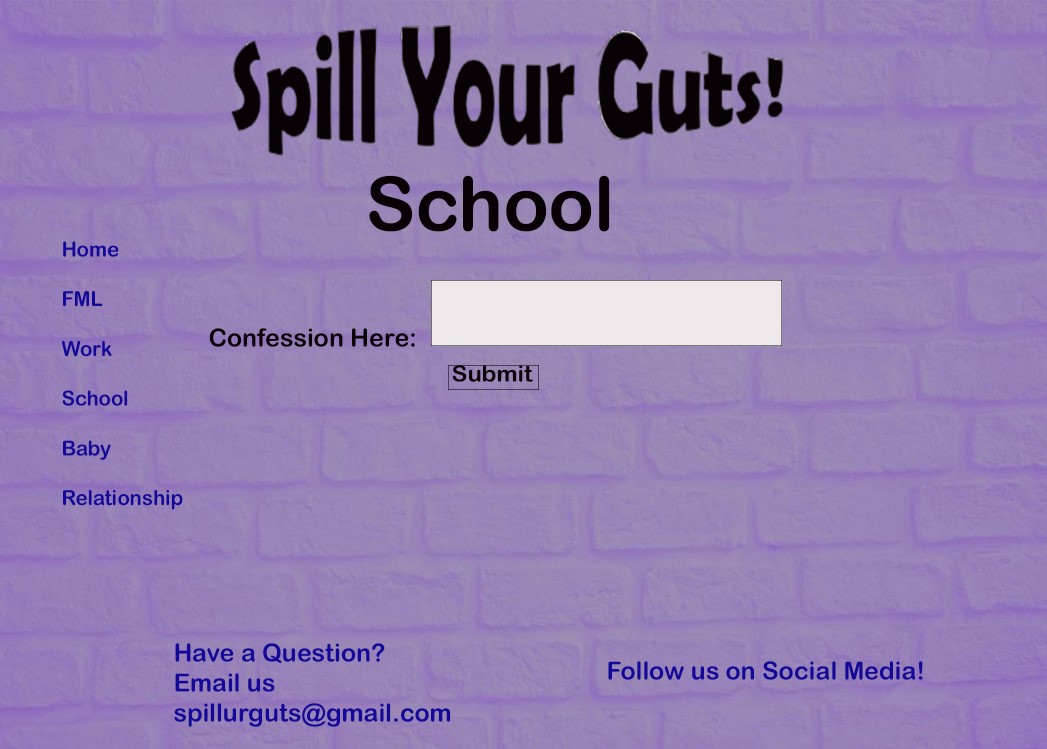 Spill Your Guts!
School
Home
FML
Work
School
Baby
Relationship
Confession Here:
Submit
Have a Question?
Email us
spillurguts@gmail.com
Follow us on Social Media!